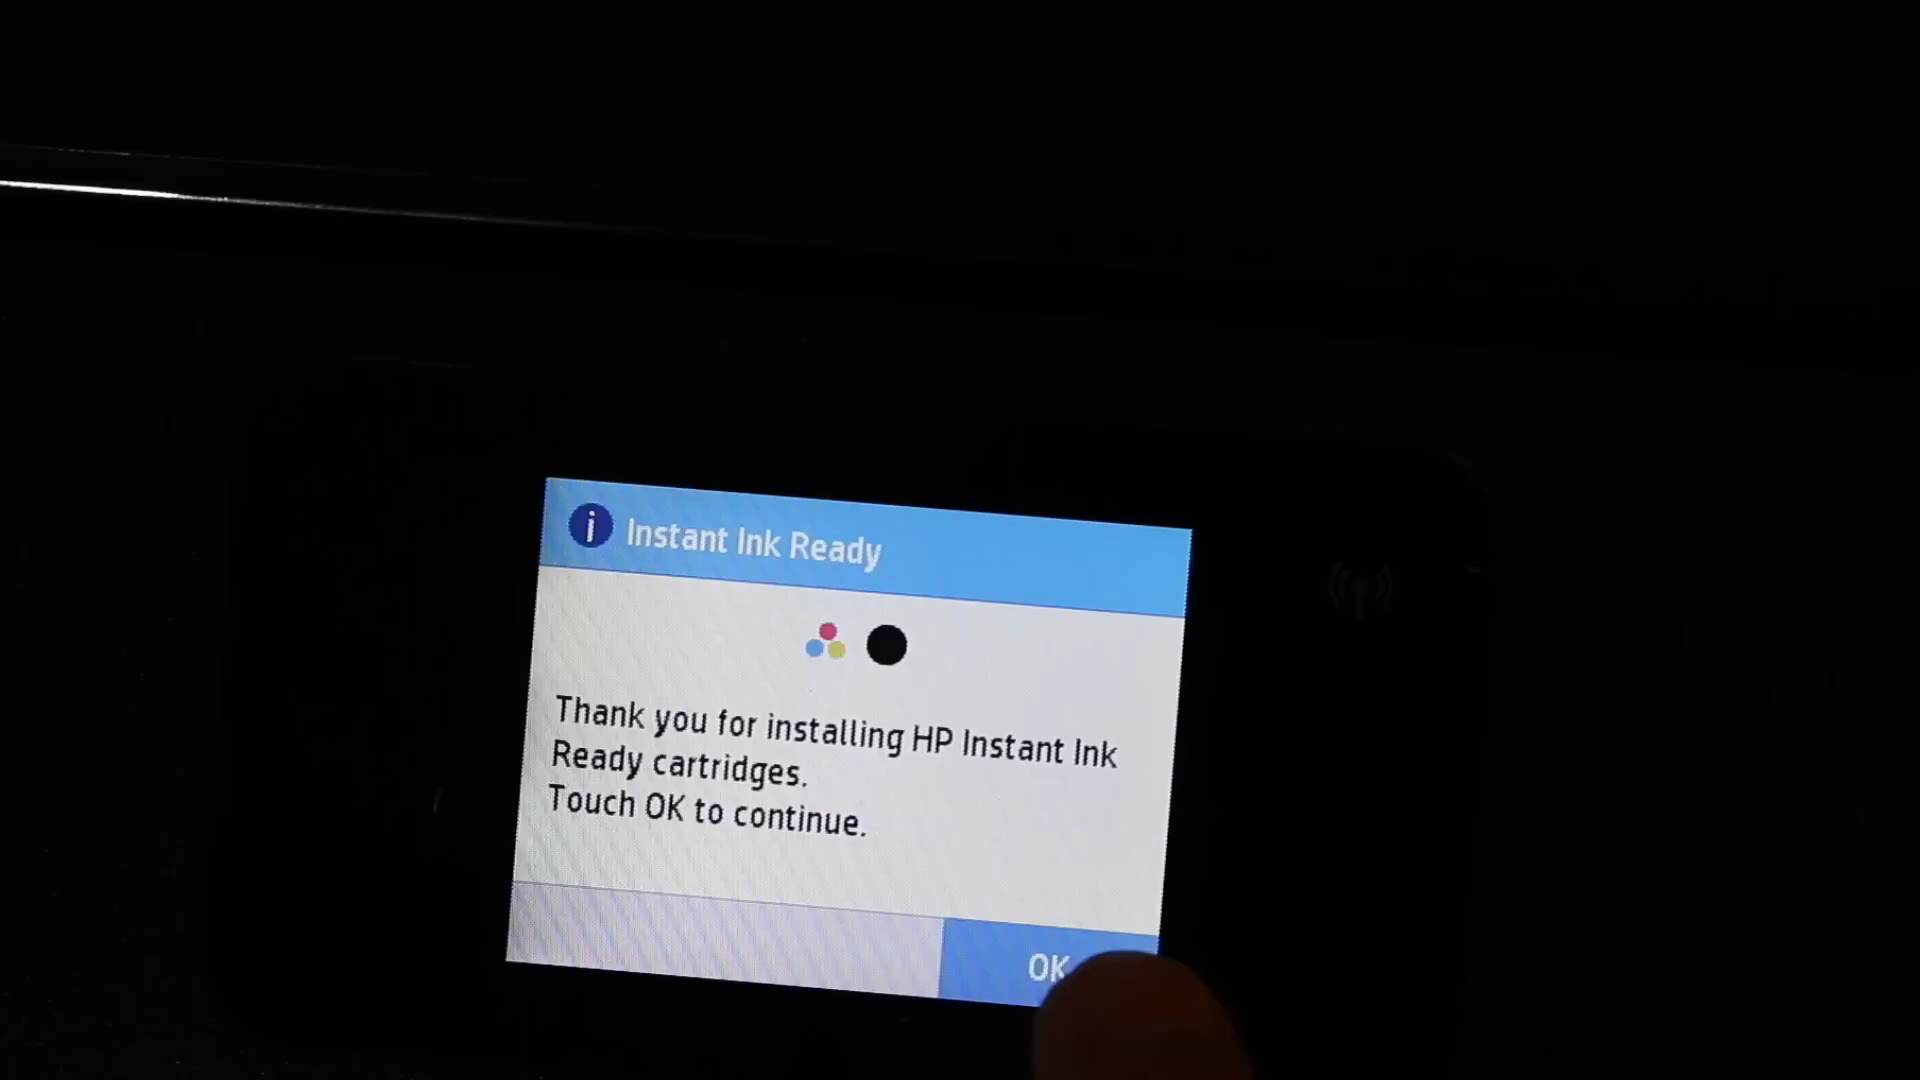 i Instant Ink Ready
Thank you for installing HP Instant Ink
Ready cartridges.
Touch OK to continue.
OK